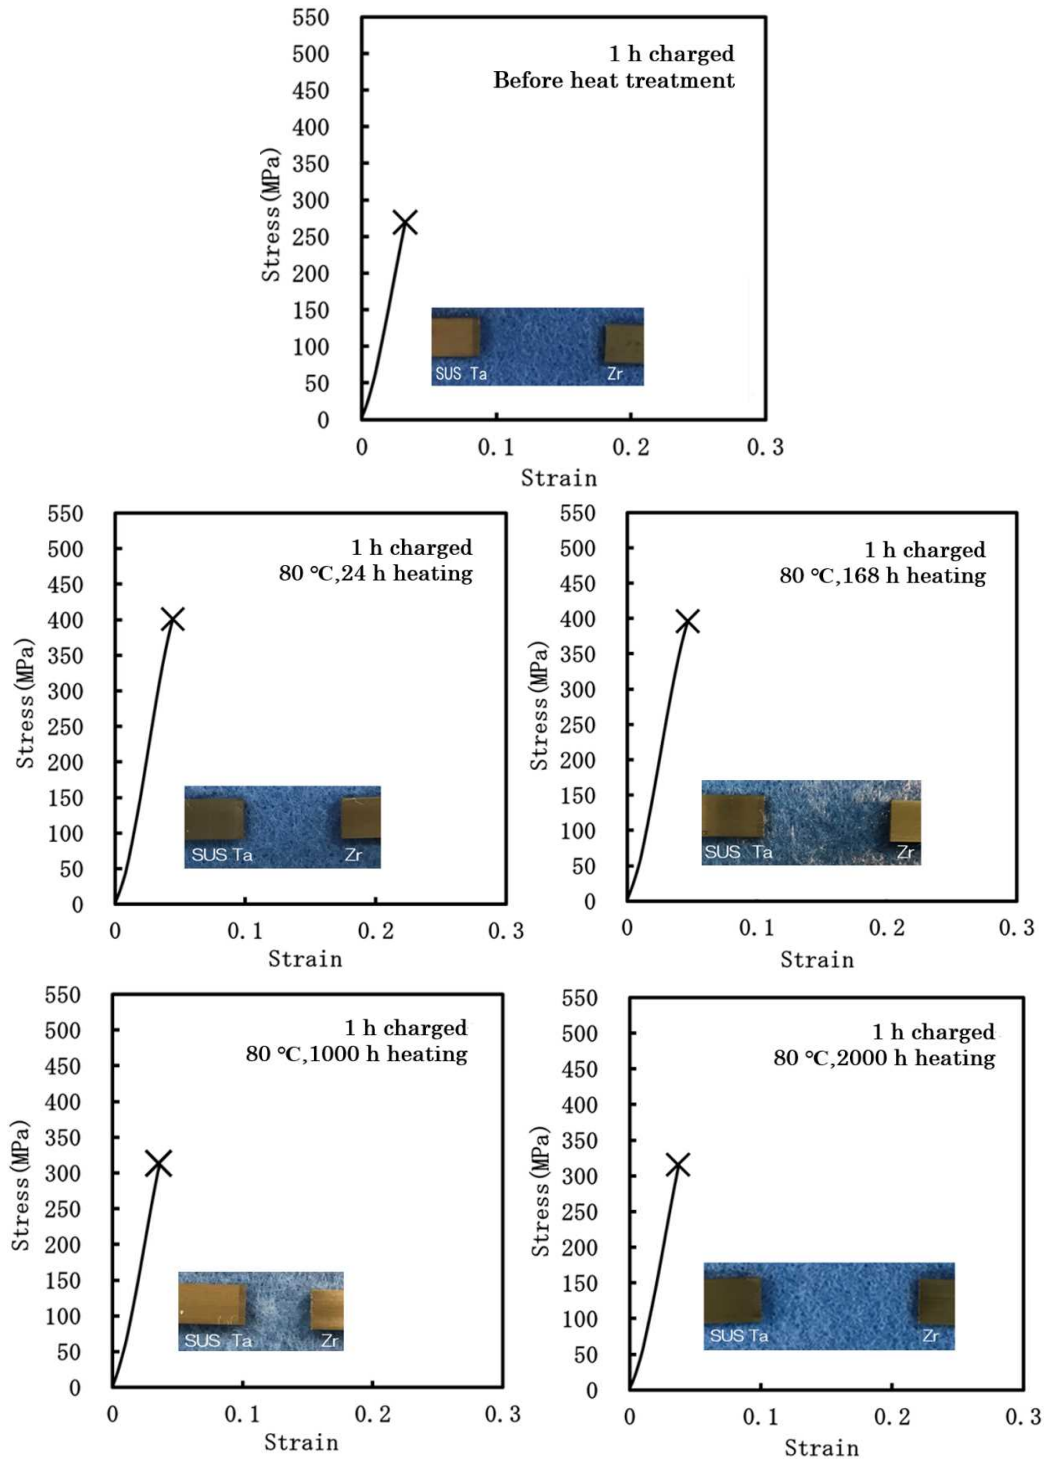 550
500
450
400
350
300
250
200
150
100
50
0
Stress(MPa)
1 h charged
Before heat treatment
SUS Ta
Zr
0
0.1
0.2
0.3
Strain
550
500
450
400
350
300
250
200
150
100
50
0
Stress(MPa)
1 h charged
80 ℃,24 h heating
SUS Ta
Zr
0
0.1
0.2
0.3
Strain
550
500
450
400
350
300
250
200
150
100
50
0
Stress(MPa)
1 h charged
80 ℃,168 h heating
SUS Ta
Zr
0
0.1
0.2
0.3
Strain
550
500
450
400
350
300
250
200
150
100
50
0
Stress(MPa)
1 h charged
80 ℃,1000 h heating
SUS Ta
Zr
0
0.1
0.2
0.3
Strain
550
500
450
400
350
300
250
200
150
100
50
0
Stress(MPa)
1 h charged
80 ℃,2000 h heating
SUS Ta
Zr
0
0.1
0.2
0.3
Strain